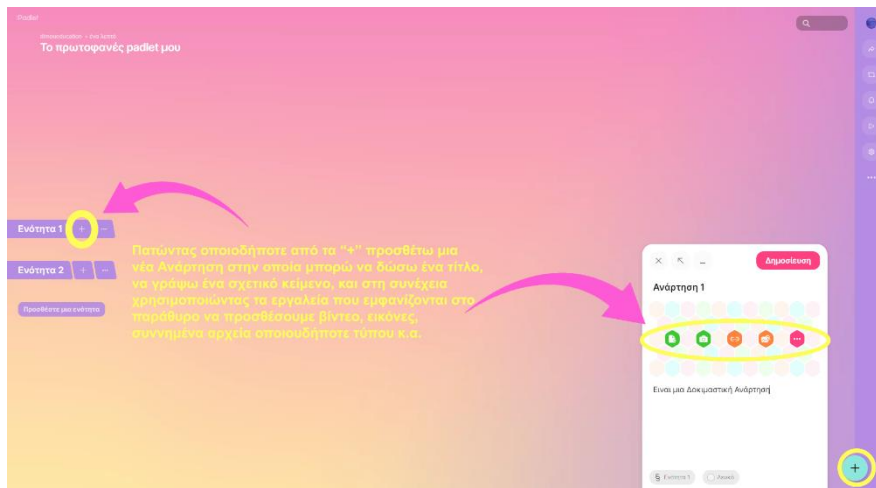 Padlet
Το πρωτοφανές padlet μου
Ενότητα 1 + ...
Πατώντας οποιοδήποτε από τα “+” προσθέτω μια
νέα Ανάρτηση στην οποία μπορώ να δώσω ένα τίτλο,
να γράψω ένα σχετικό κείμενο, και στη συνέχεια
χρησιμοποιώντας τα εργαλεία που εμφανίζονται στο
παράθυρο να προσθέσουμε βίντεο, εικόνες,
συννημένα αρχεία οποιουδήποτε τύπου κ.α.
Ενότητα 2 + ...
Προσθέστε μια ενότητα
Δημοσίευση
Ανάρτηση 1
Ειναι μια Δοκιμαστική Ανάρτηση
Ενότητα 1
+